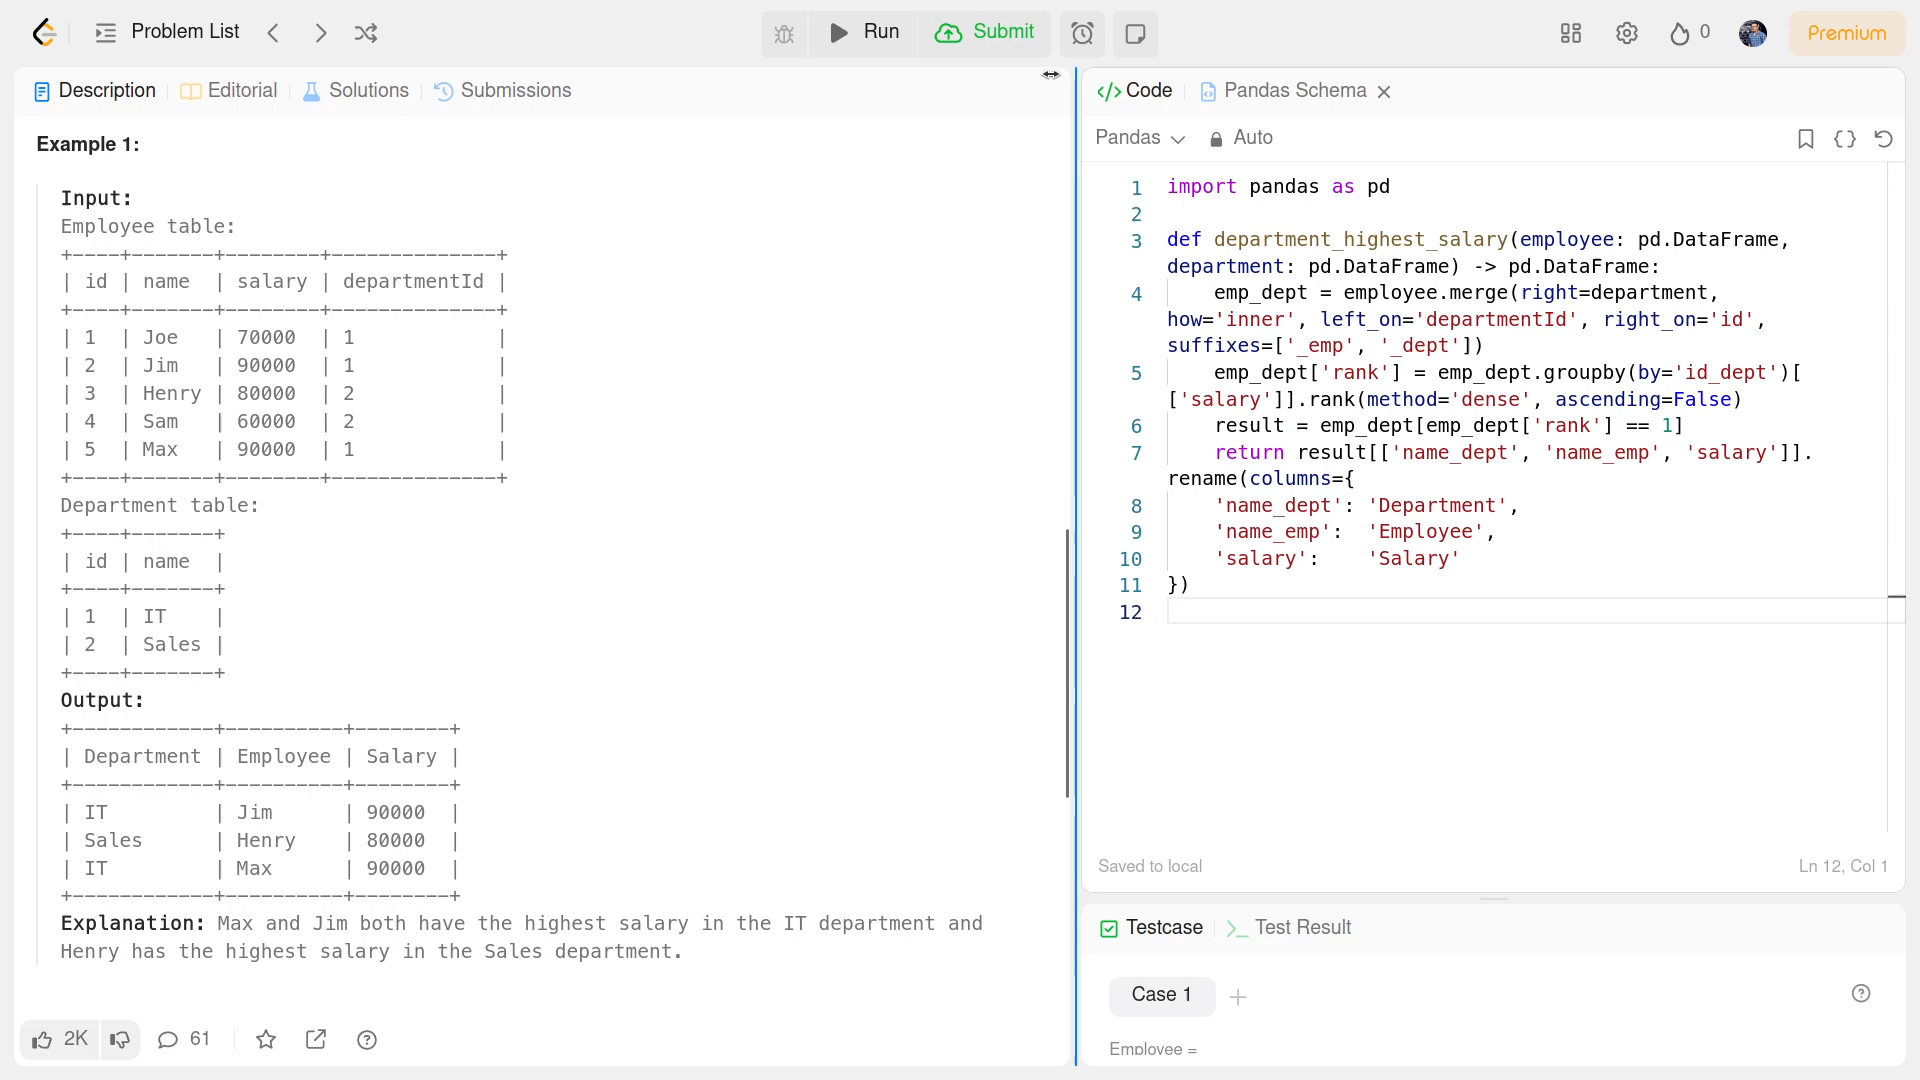 Problem List
Run
Submit
0
Premium
Description
Editorial
Solutions
Submissions
Example 1:
Input:
Employee table:
+----+-------+--------+--------------+
| id | name  | salary | departmentId |
+----+-------+--------+--------------+
| 1  | Joe   | 70000  | 1            |
| 2  | Jim   | 90000  | 1            |
| 3  | Henry | 80000  | 2            |
| 4  | Sam   | 60000  | 2            |
| 5  | Max   | 90000  | 1            |
+----+-------+--------+--------------+
Department table:
+----+-------+
| id | name  |
+----+-------+
| 1  | IT    |
| 2  | Sales |
+----+-------+
Output:
+------------+----------+--------+
| Department | Employee | Salary |
+------------+----------+--------+
| IT         | Jim      | 90000  |
| Sales      | Henry    | 80000  |
| IT         | Max      | 90000  |
+------------+----------+--------+
Explanation: Max and Jim both have the highest salary in the IT department and
Henry has the highest salary in the Sales department.
2K
61
</> Code
Pandas Schema
Pandas
Auto
1 import pandas as pd
2
3 def department_highest_salary(employee: pd.DataFrame,
department: pd.DataFrame) -> pd.DataFrame:
4     emp_dept = employee.merge(right=department,
how='inner', left_on='departmentId', right_on='id',
suffixes=['_emp', '_dept'])
5     emp_dept['rank'] = emp_dept.groupby(by='id_dept')[
['salary']].rank(method='dense', ascending=False)
6     result = emp_dept[emp_dept['rank'] == 1]
7     return result[['name_dept', 'name_emp', 'salary']].
rename(columns={
8     'name_dept': 'Department',
9     'name_emp':  'Employee',
10     'salary':    'Salary'
11 })
12
Saved to local
Ln 12, Col 1
Testcase
Test Result
Case 1
Employee =